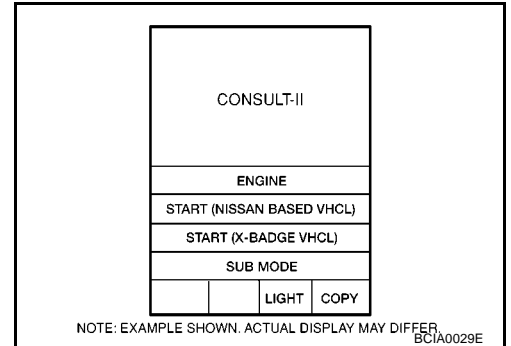 CONSULT-II
ENGINE
START (NISSAN BASED VHCL)
START (X-BADGE VHCL)
SUB MODE
LIGHT COPY
NOTE: EXAMPLE SHOWN. ACTUAL DISPLAY MAY DIFFER.
BCIA0029E